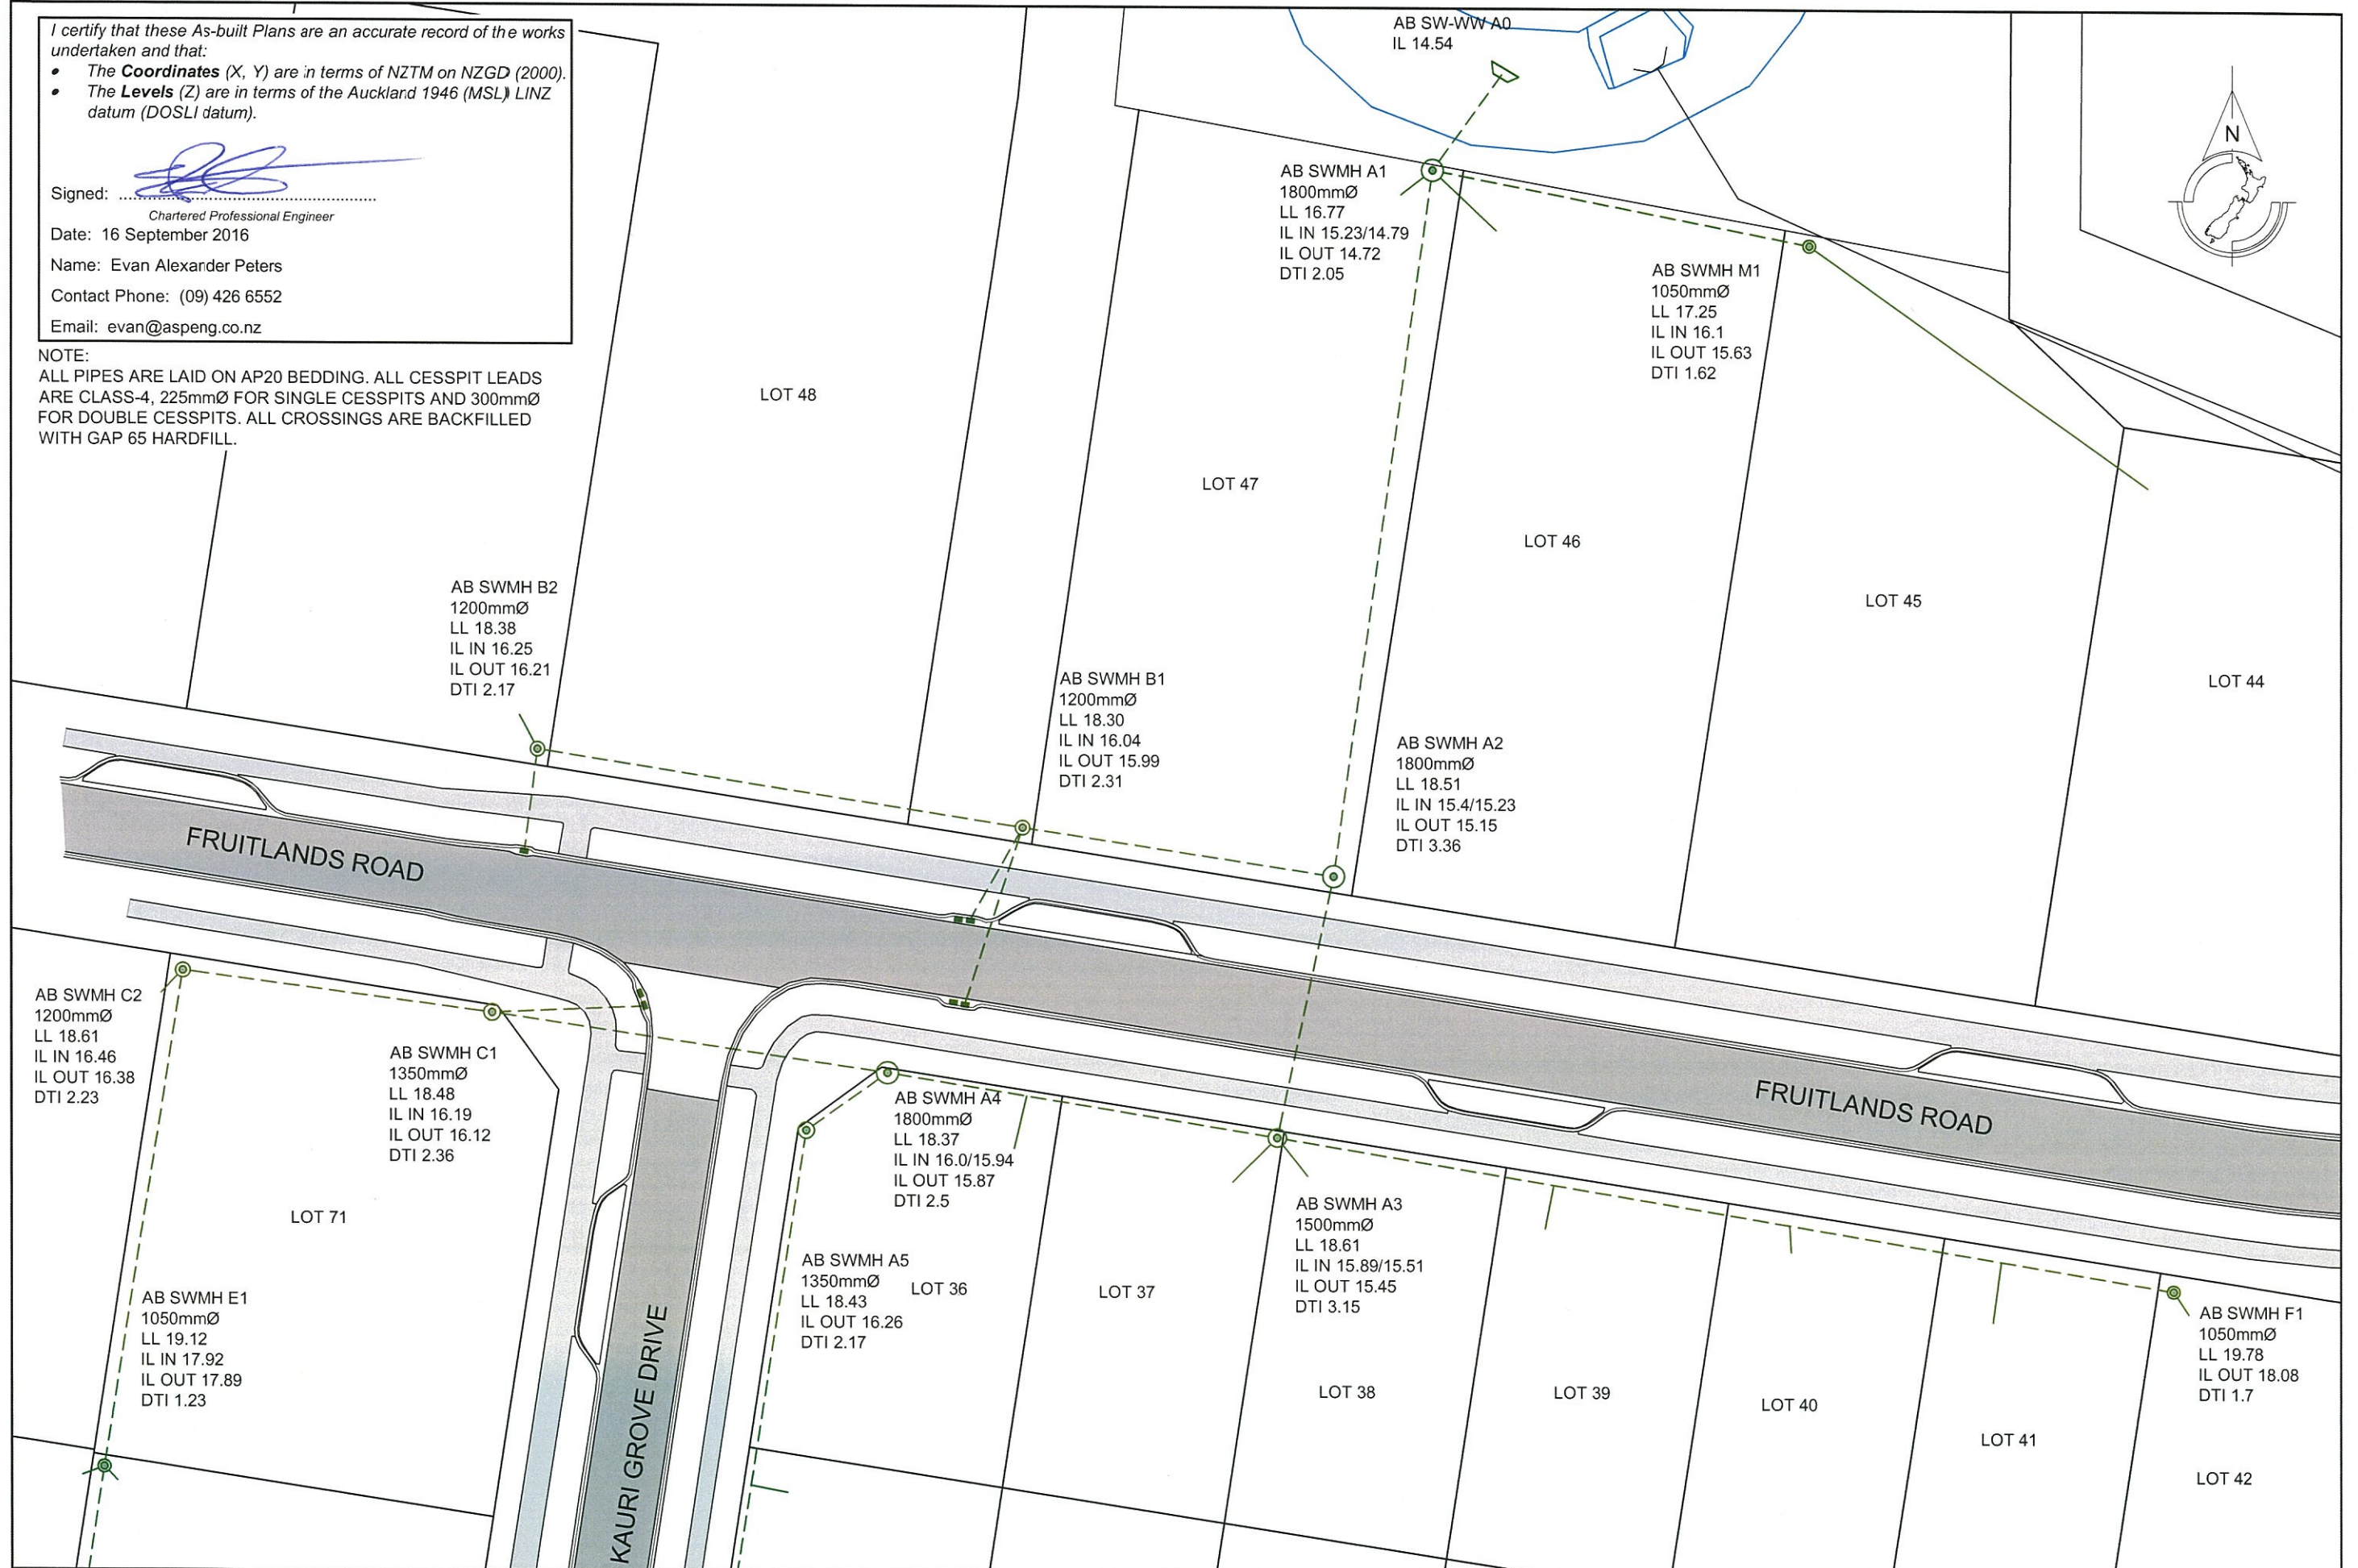 I certify that these As-built Plans are an accurate record of the works
undertaken and that:
• The Coordinates (X, Y) are in terms of NZTM on NZGD (2000).
• The Levels (Z) are in terms of the Auckland 1946 (MSL) LINZ
datum (DOSLI datum).
Signed:
Chartered Professional Engineer
Date: 16 September 2016
Name: Evan Alexander Peters
Contact Phone: (09) 426 6552
Email: evan@aspeng.co.nz
NOTE:
ALL PIPES ARE LAID ON AP20 BEDDING. ALL CESSPIT LEADS
ARE CLASS-4, 225mmØ FOR SINGLE CESSPITS AND 300mmØ
FOR DOUBLE CESSPITS. ALL CROSSINGS ARE BACKFILLED
WITH GAP 65 HARDFILL.
AB SW-WW A0
IL 14.54
N
AB SWMH A1
1800mmØ
LL 16.77
IL IN 15.23/14.79
IL OUT 14.72
DTI 2.05
AB SWMH M1
1050mmØ
LL 17.25
IL IN 16.1
IL OUT 15.63
DTI 1.62
LOT 48
LOT 47
LOT 46
LOT 45
LOT 44
AB SWMH B2
1200mmØ
LL 18.38
IL IN 16.25
IL OUT 16.21
DTI 2.17
AB SWMH B1
1200mmØ
LL 18.30
IL IN 16.04
IL OUT 15.99
DTI 2.31
AB SWMH A2
1800mmØ
LL 18.51
IL IN 15.4/15.23
IL OUT 15.15
DTI 3.36
FRUITLANDS ROAD
AB SWMH C2
1200mmØ
LL 18.61
IL IN 16.46
IL OUT 16.38
DTI 2.23
AB SWMH C1
1350mmØ
LL 18.48
IL IN 16.19
IL OUT 16.12
DTI 2.36
AB SWMH A4
1800mmØ
LL 18.37
IL IN 16.0/15.94
IL OUT 15.87
DTI 2.5
FRUITLANDS ROAD
AB SWMH A3
1500mmØ
LL 18.61
IL IN 15.89/15.51
IL OUT 15.45
DTI 3.15
LOT 71
AB SWMH A5
1350mmØ
LL 18.43
IL OUT 16.26
DTI 2.17
LOT 36
LOT 37
AB SWMH E1
1050mmØ
LL 19.12
IL IN 17.92
IL OUT 17.89
DTI 1.23
KAURI GROVE DRIVE
AB SWMH F1
1050mmØ
LL 19.78
IL OUT 18.08
DTI 1.7
LOT 38
LOT 39
LOT 40
LOT 41
LOT 42